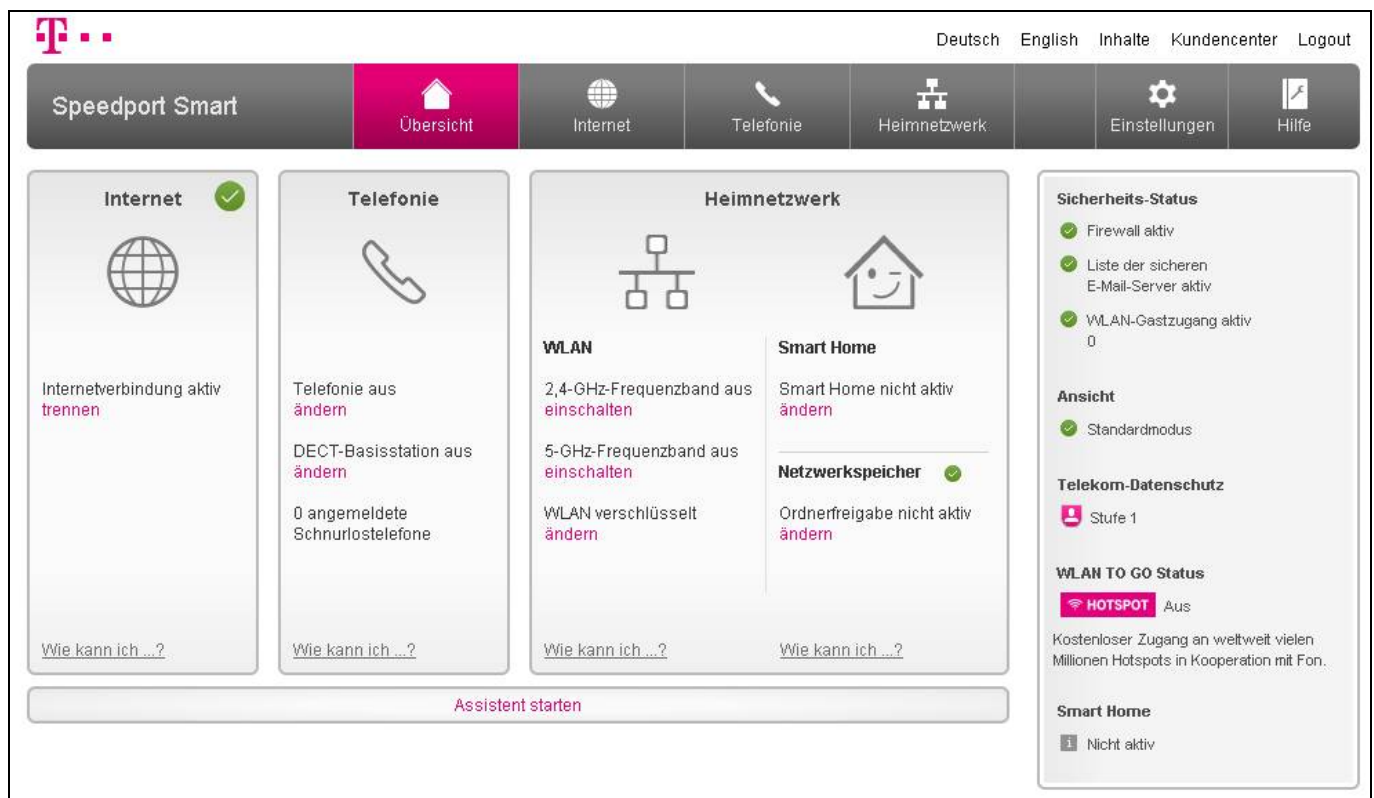 T
Deutsch English Inhalte Kundencenter Logout
Speedport Smart
Übersicht
Internet
Telefonie
Heimnetzwerk
Einstellungen
Hilfe
Internet
Internetverbindung aktiv
trennen
Wie kann ich ...?
Telefonie
Telefonie aus
ändern
DECT-Basisstation aus
ändern
0 angemeldete
Schnurlostelefone
Wie kann ich ...?
Heimnetzwerk
WLAN
2,4-GHz-Frequenzband aus
einschalten
5-GHz-Frequenzband aus
einschalten
WLAN verschlüsselt
ändern
Wie kann ich ...?
Smart Home
Smart Home nicht aktiv
ändern
Netzwerkspeicher
Ordnerfreigabe nicht aktiv
ändern
Wie kann ich ...?
Assistent starten
Sicherheits-Status
Firewall aktiv
Liste der sicheren
E-Mail-Server aktiv
WLAN-Gastzugang aktiv
0
Ansicht
Standardmodus
Telekom-Datenschutz
Stufe 1
WLAN TO GO Status
HOTSPOT Aus
Kostenloser Zugang an weltweit vielen
Millionen Hotspots in Kooperation mit Fon.
Smart Home
Nicht aktiv